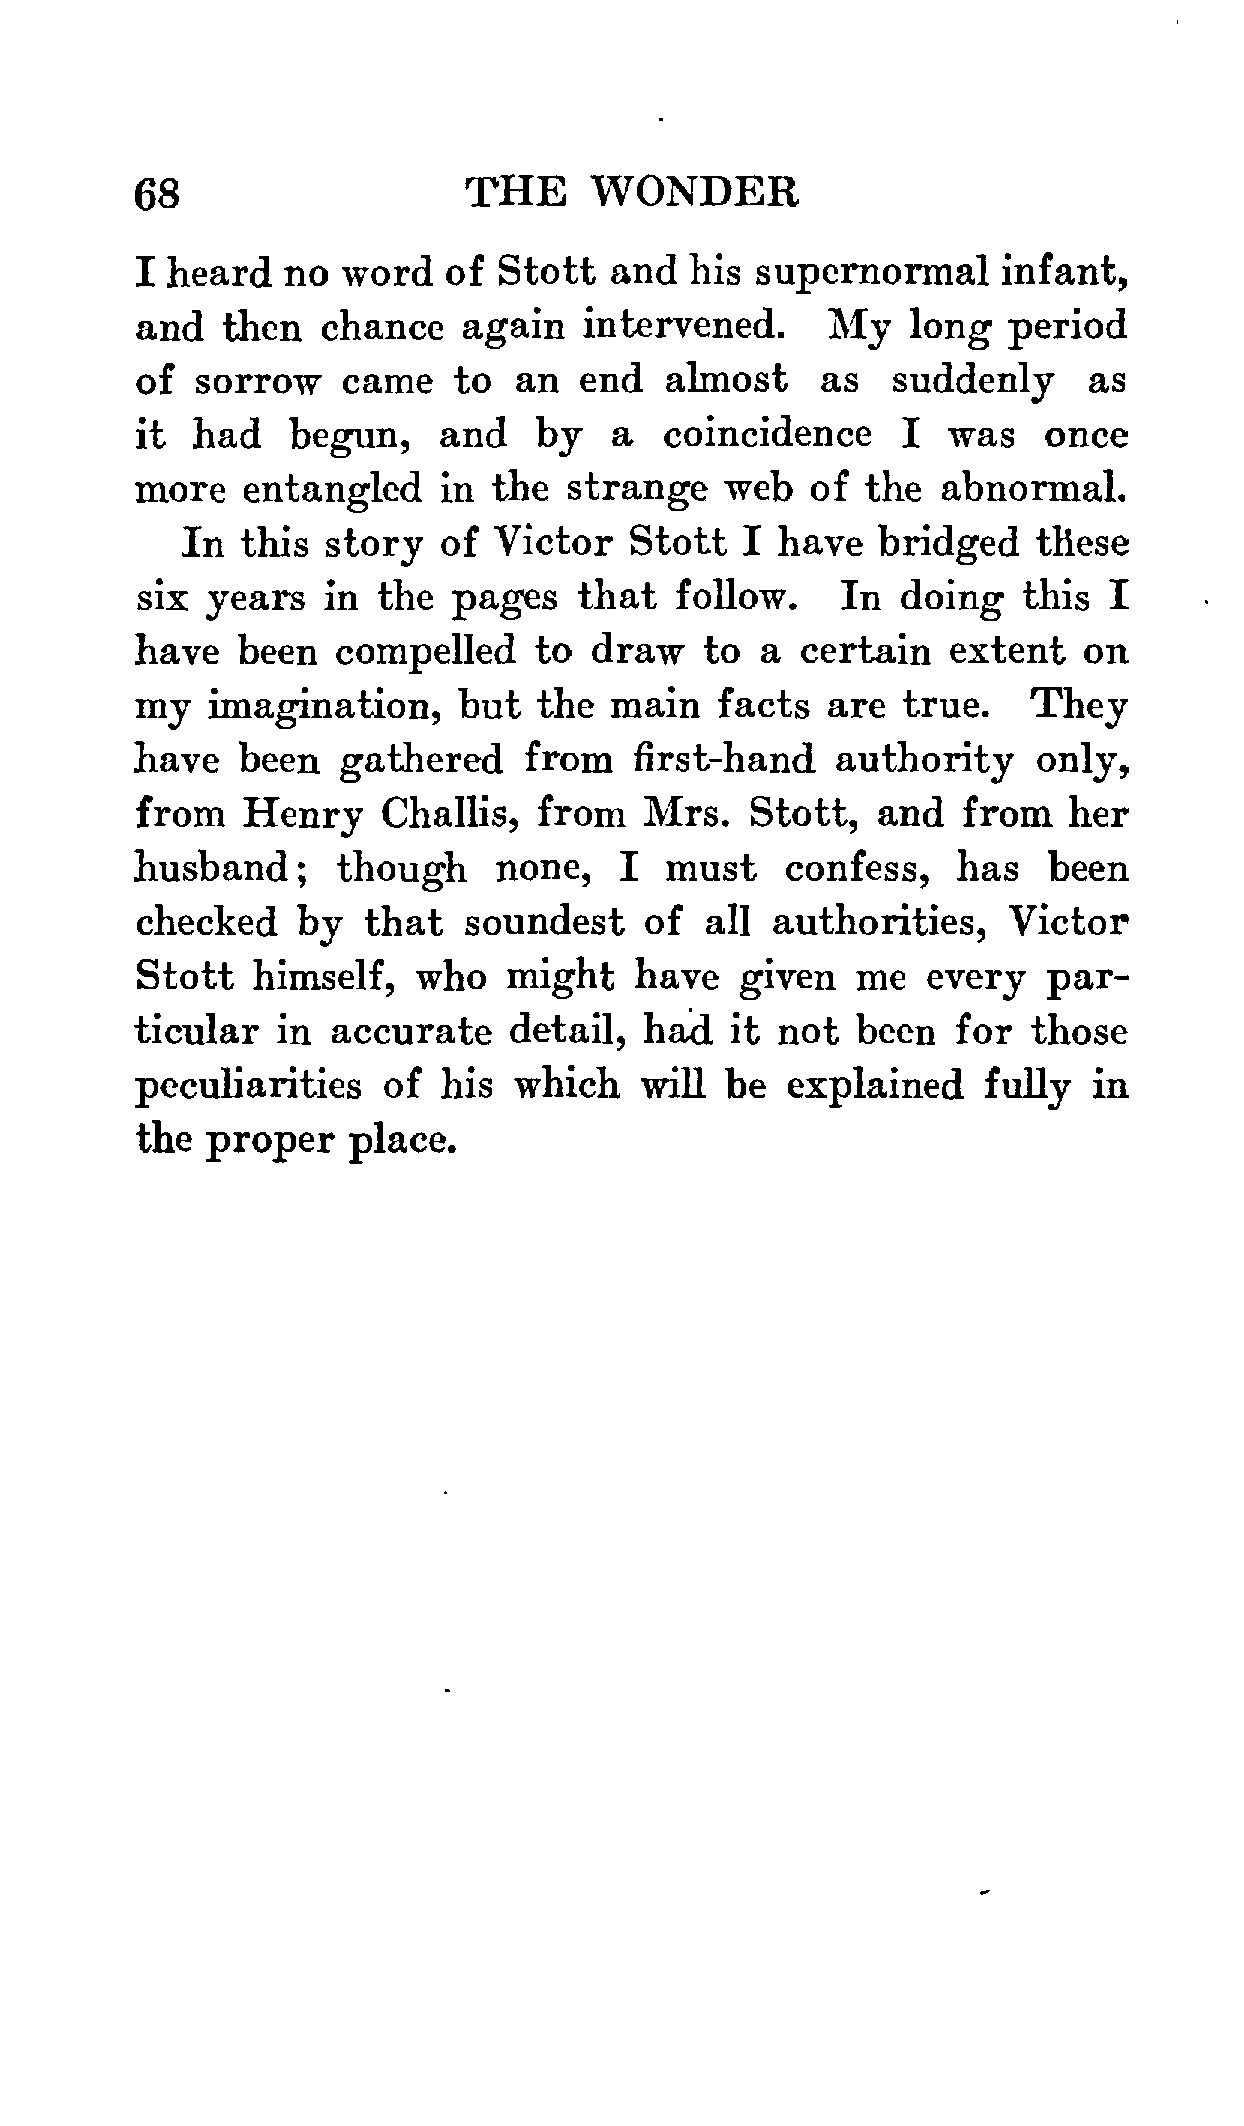 68 THE WONDER
I heard no word of Stott and his supernormal infant,
and then chance again intervened. My long period
of sorrow came to an end almost as suddenly as
it had begun, and by a coincidence I was once
more entangled in the strange web of the abnormal.
In this story of Victor Stott I have bridged these
six years in the pages that follow. In doing this I
have been compelled to draw to a certain extent on
my imagination, but the main facts are true. They
have been gathered from first-hand authority only,
from Henry Challis, from Mrs. Stott, and from her
husband; though none, I must confess, has been
checked by that soundest of all authorities, Victor
Stott himself, who might have given me every par-
ticular in accurate detail, had it not been for those
peculiarities of his which will be explained fully in
the proper place.